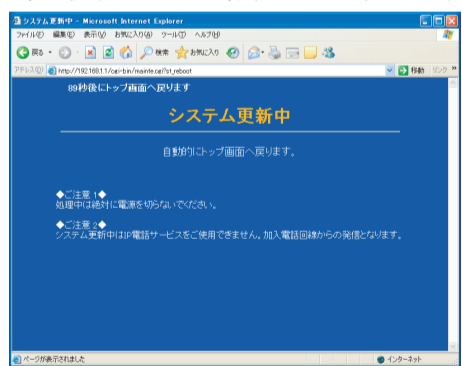 システム更新中 - Microsoft Internet Explorer
ファイル(F) 編集(E) 表示(V) お気に入り(A) ツール(T) ヘルプ(H)
戻る 検索 お気に入り
アドレス(D) http://192.168.1.1/cgi-bin/mainte.cgi?st_reboot 移動 リンク »
89秒後にトップ画面へ戻ります
システム更新中
自動的にトップ画面へ戻ります。
◆ご注意 1◆
処理中は絶対に電源を切らないでください。
◆ご注意 2◆
システム更新中はIP電話サービスをご使用できません。加入電話回線からの発信となります。
ページが表示されました インターネット